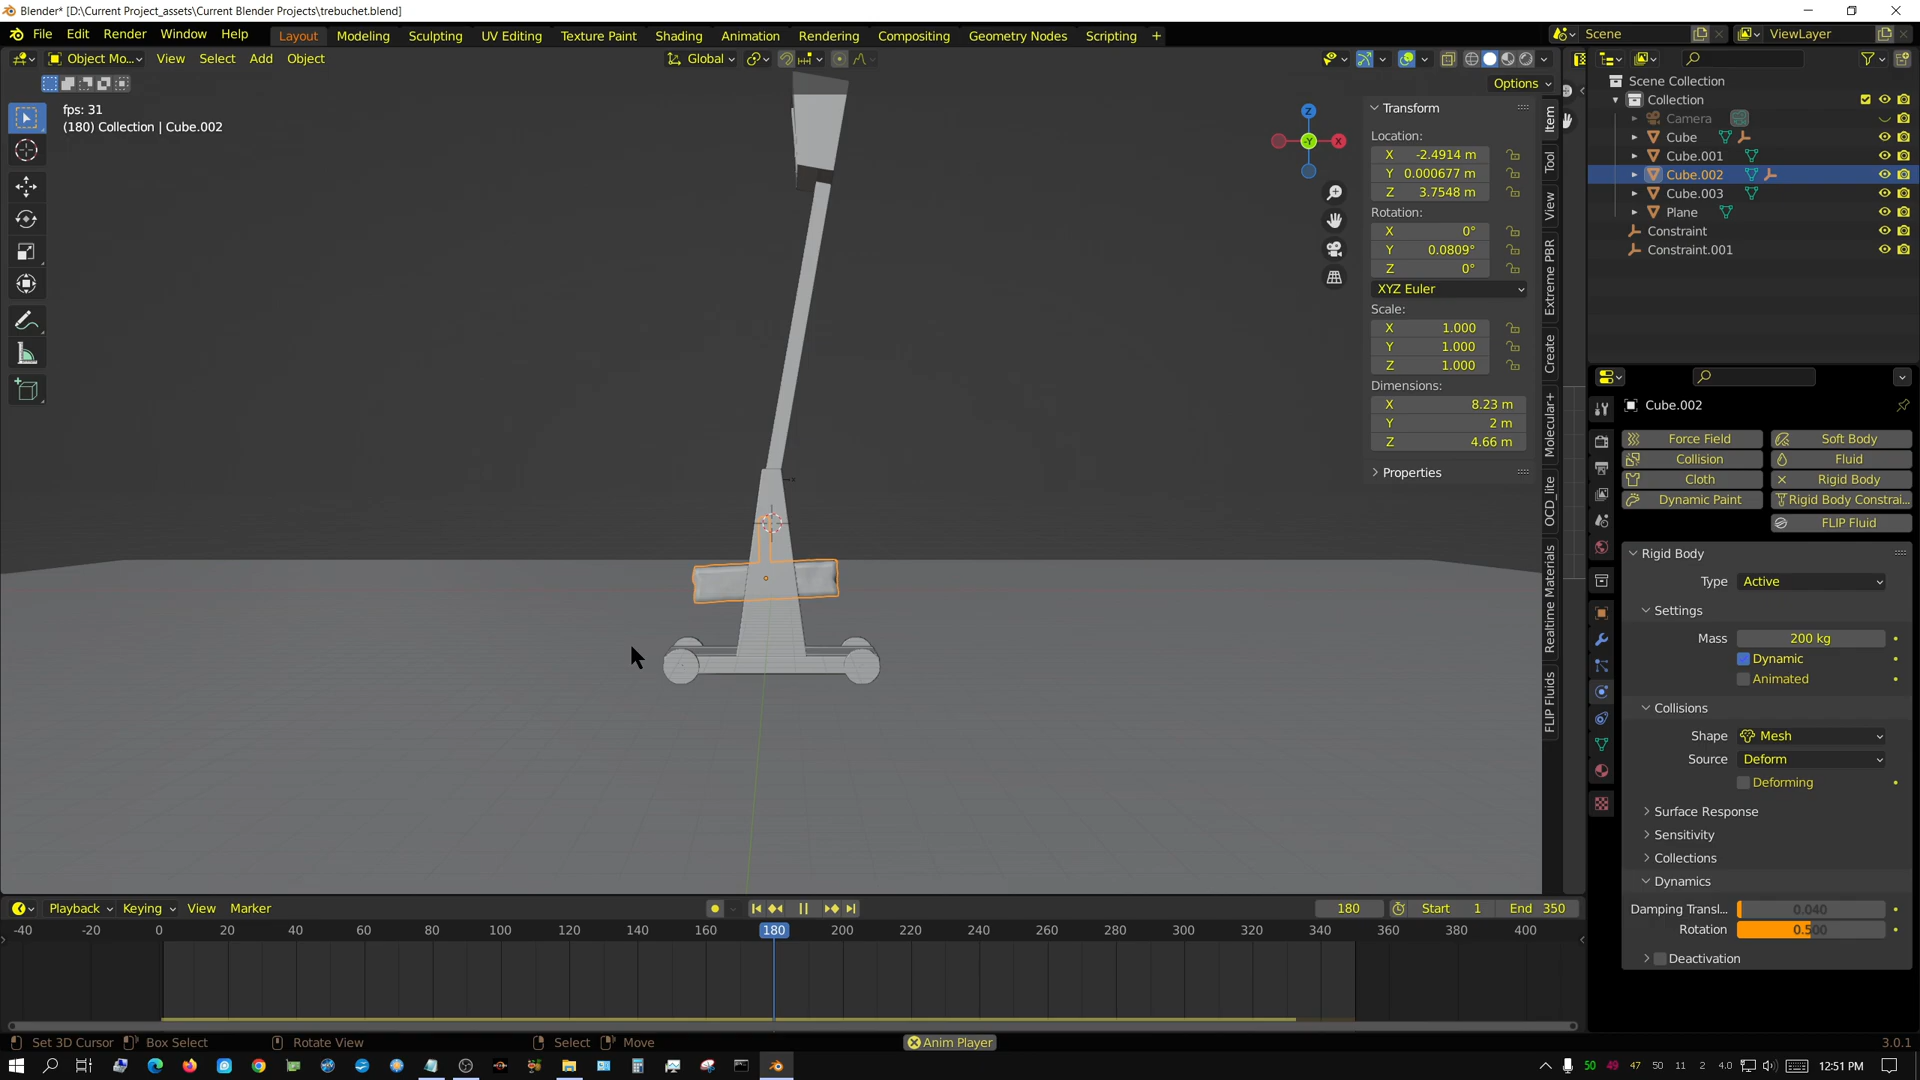 Blender* [D:\Current Project_assets\Current Blender Projects\trebuchet.blend]
File Edit Render Window Help Layout Modeling Sculpting UV Editing Texture Paint Shading Animation Rendering Compositing Geometry Nodes Scripting + Scene ViewLayer
Object Mo... View Select Add Object Global
Options
fps: 31
(180) Collection | Cube.002
Z
-Y
X
Transform
Location:
X -2.4914 m
Y 0.000677 m
Z 3.7548 m
Rotation:
X 0°
Y 0.0809°
Z 0°
XYZ Euler
Scale:
X 1.000
Y 1.000
Z 1.000
Dimensions:
X 8.23 m
Y 2 m
Z 4.66 m
Properties
Item
Tool
View
Extreme PBR
Create
Molecular+
OCD_lite
Realtime Materials
FLIP Fluids
Scene Collection
Collection
Camera
Cube
Cube.001
Cube.002
Cube.003
Plane
Constraint
Constraint.001
Cube.002
Force Field Soft Body
Collision Fluid
Cloth Rigid Body
Dynamic Paint Rigid Body Constrai...
FLIP Fluid
Rigid Body
Type Active
Settings
Mass 200 kg
Dynamic
Animated
Collisions
Shape Mesh
Source Deform
Deforming
Surface Response
Sensitivity
Collections
Dynamics
Damping Transl... 0.040
Rotation 0.500
Deactivation
Playback Keying View Marker 180 Start 1 End 350
-40 -20 0 20 40 60 80 100 120 140 160 180 200 220 240 260 280 300 320 340 360 380 400
Set 3D Cursor Box Select Rotate View Select Move Anim Player 3.0.1
50 49 47 50 11 2 4.0 12:51 PM